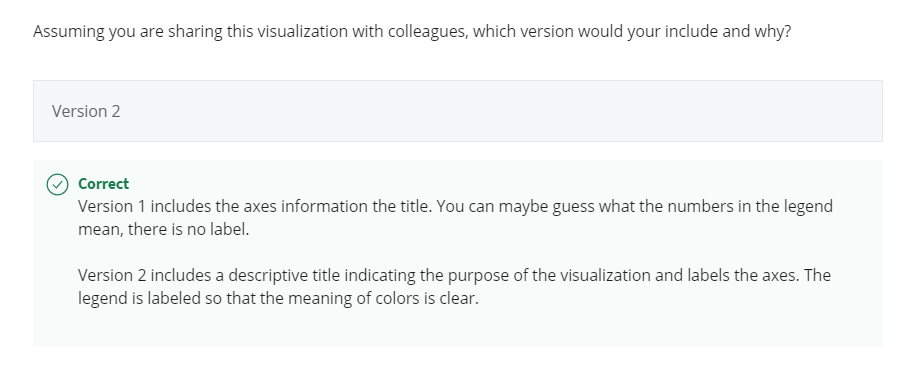 Assuming you are sharing this visualization with colleagues, which version would your include and why?
Version 2
Correct
Version 1 includes the axes information the title. You can maybe guess what the numbers in the legend
mean, there is no label.
Version 2 includes a descriptive title indicating the purpose of the visualization and labels the axes. The
legend is labeled so that the meaning of colors is clear.